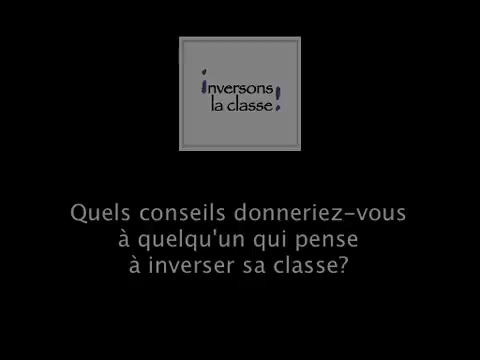 inversons
la classe!
Quels conseils donneriez-vous
à quelqu'un qui pense
à inverser sa classe?